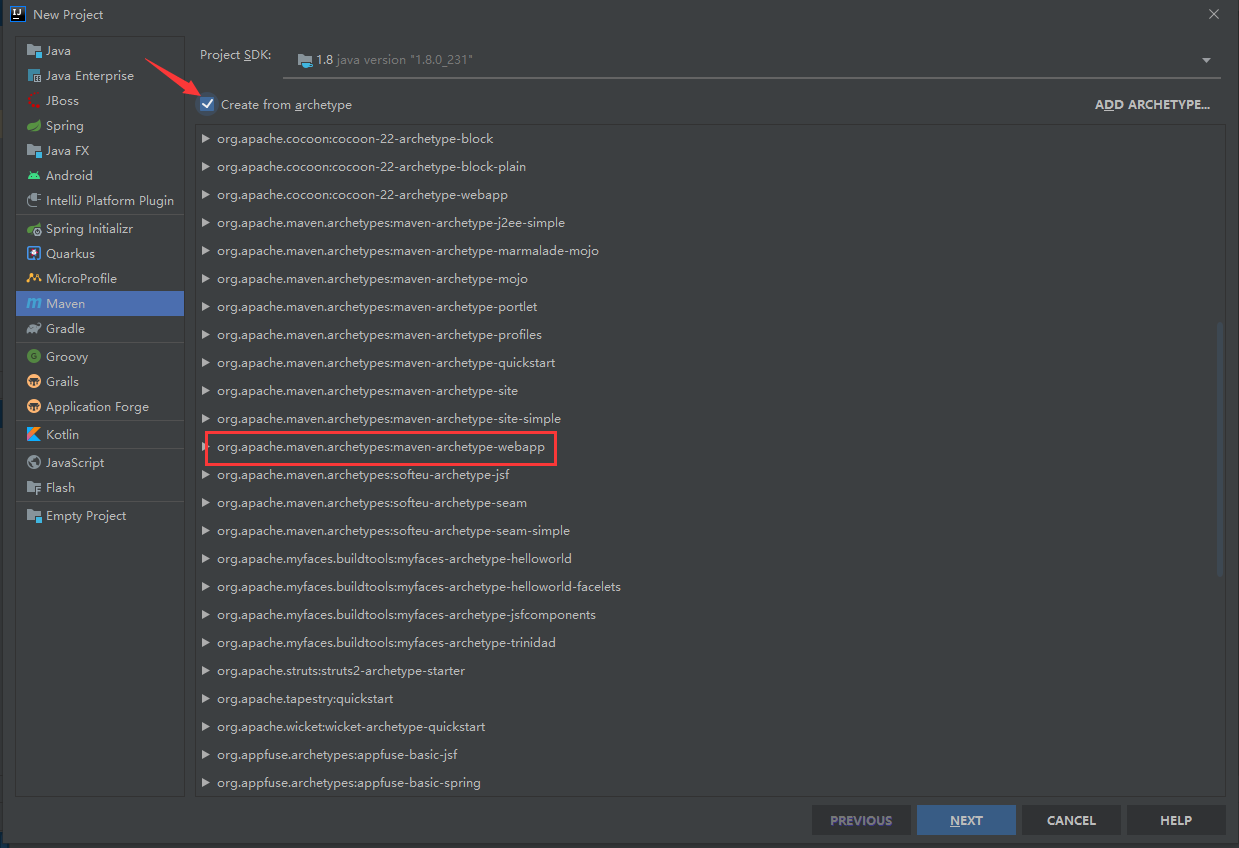 New Project
Java
Java Enterprise
JBoss
Spring
Java FX
Android
IntelliJ Platform Plugin
Spring Initializr
Quarkus
MicroProfile
Maven
Gradle
Groovy
Grails
Application Forge
Kotlin
JavaScript
Flash
Empty Project
Project SDK:
1.8 java version "1.8.0_231"
Create from archetype
ADD ARCHETYPE...
org.apache.cocoon:cocoon-22-archetype-block
org.apache.cocoon:cocoon-22-archetype-block-plain
org.apache.cocoon:cocoon-22-archetype-webapp
org.apache.maven.archetypes:maven-archetype-j2ee-simple
org.apache.maven.archetypes:maven-archetype-marmalade-mojo
org.apache.maven.archetypes:maven-archetype-mojo
org.apache.maven.archetypes:maven-archetype-portlet
org.apache.maven.archetypes:maven-archetype-profiles
org.apache.maven.archetypes:maven-archetype-quickstart
org.apache.maven.archetypes:maven-archetype-site
org.apache.maven.archetypes:maven-archetype-site-simple
org.apache.maven.archetypes:maven-archetype-webapp
org.apache.maven.archetypes:softeu-archetype-jsf
org.apache.maven.archetypes:softeu-archetype-seam
org.apache.maven.archetypes:softeu-archetype-seam-simple
org.apache.myfaces.buildtools:myfaces-archetype-helloworld
org.apache.myfaces.buildtools:myfaces-archetype-helloworld-facelets
org.apache.myfaces.buildtools:myfaces-archetype-jsfcomponents
org.apache.myfaces.buildtools:myfaces-archetype-trinidad
org.apache.struts:struts2-archetype-starter
org.apache.tapestry:quickstart
org.apache.wicket:wicket-archetype-quickstart
org.appfuse.archetypes:appfuse-basic-jsf
org.appfuse.archetypes:appfuse-basic-spring
PREVIOUS
NEXT
CANCEL
HELP